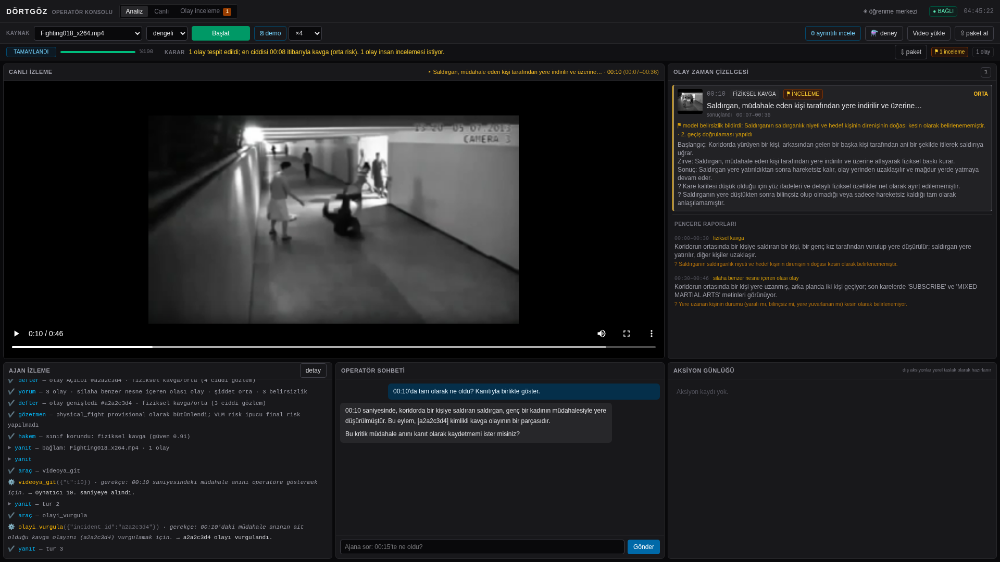 DÖRTGÖZ OPERATÖR KONSOLU Analiz Canlı Olay inceleme 1 öğrenme merkezi ● BAĞLI 04:45:22
KAYNAK Fighting018_x264.mp4 dengeli Başlat demo ×4 ayrıntılı incele deney Video yükle ⇪ paket al
TAMAMLANDI %100 KARAR 1 olay tespit edildi; en ciddisi 00:08 itibarıyla kavga (orta risk). 1 olay insan incelemesi istiyor. paket 1 inceleme 1 olay
CANLI İZLEME ‣ Saldırgan, müdahale eden kişi tarafından yere indirilir ve üzerine… · 00:10 (00:07–00:36)
05 07.2013
CAMERA 3
0:10 / 0:46
OLAY ZAMAN ÇİZELGESİ 1
00:10 FİZİKSEL KAVGA İNCELEME ORTA
Saldırgan, müdahale eden kişi tarafından yere indirilir ve üzerine…
sonuçlandı 00:07–00:36
model belirsizlik bildirdi: Saldırganın saldırganlık niyeti ve hedef kişinin direnişinin doğası kesin olarak belirlenememiştir.
· 2. geçiş doğrulaması yapıldı
Başlangıç: Koridorda yürüyen bir kişi, arkasından gelen bir başka kişi tarafından ani bir şekilde itilerek saldırıya
uğrar.
Zirve: Saldırgan, müdahale eden kişi tarafından yere indirilir ve üzerine atlayarak fiziksel baskı kurar.
Sonuç: Saldırgan yere yatırıldıktan sonra hareketsiz kalır, olay yerinden uzaklaşılır ve mağdur yerde yatmaya
devam eder.
? Kare kalitesi düşük olduğu için yüz ifadeleri ve detaylı fiziksel özellikler net olarak ayırt edilememiştir.
? Saldırganın yere düştükten sonra bilinçsiz olup olmadığı veya sadece hareketsiz kaldığı tam olarak
anlaşılamamıştır.
PENCERE RAPORLARI
00:00–00:30 fiziksel kavga
Koridorun ortasında bir kişiye saldıran bir kişi, bir genç kız tarafından vurulup yere düşürülür; saldırgan yere
yatırılır, diğer kişiler uzaklaşır.
? Saldırganın saldırganlık niyeti ve hedef kişinin direnişinin doğası kesin olarak belirlenememiştir.
00:30–00:46 silaha benzer nesne içeren olası olay
Koridorun ortasında bir kişi yere uzanmış, arka planda iki kişi geçiyor; son karelerde 'SUBSCRIBE' ve 'MIXED
MARTIAL ARTS' metinleri görünüyor.
? Yere uzanan kişinin durumu (yaralı mı, bilinçsiz mi, yere yuvarlanan mı) kesin olarak belirlenemiyor.
AJAN İZLEME detay
✔ defter — olay AÇILDI #a2a2c3d4 · fiziksel kavga/orta (4 ciddi gözlem)
✔ yorum — 3 olay · silaha benzer nesne içeren olası olay · şiddet orta · 3 belirsizlik
✔ defter — olay genişledi #a2a2c3d4 · fiziksel kavga/orta (3 ciddi gözlem)
✔ gözetmen — physical_fight provisional olarak bütünlendi; VLM risk ipucu final risk
yapılmadı
✔ hakem — sınıf korundu: fiziksel kavga (güven 0.91)
▶ yanıt — bağlam: Fighting018_x264.mp4 · 1 olay
▶ yanıt
✔ araç — videoya_git
⚙ videoya_git({"t":10}) · gerekçe: 00:10 saniyesindeki müdahale anını operatöre göstermek
için. → Oynatıcı 10. saniyeye alındı.
▶ yanıt — tur 2
✔ araç — olayi_vurgula
⚙ olayi_vurgula({"incident_id":"a2a2c3d4"}) · gerekçe: 00:10'daki müdahale anının ait
olduğu kavga olayını (a2a2c3d4) vurgulamak için. → a2a2c3d4 olayı vurgulandı.
✔ yanıt — tur 3
OPERATÖR SOHBETİ
00:10'da tam olarak ne oldu? Kanıtıyla birlikte göster.
00:10 saniyesinde, koridorda bir kişiye saldıran saldırgan, genç bir kadının müdahalesiyle yere
düşürülmüştür. Bu eylem, [a2a2c3d4] kimlikli kavga olayının bir parçasıdır.
Bu kritik müdahale anını kanıt olarak kaydetmemi ister misiniz?
Ajana sor: 00:15'te ne oldu? Gönder
AKSİYON GÜNLÜĞÜ dış aksiyonlar yerel taslak olarak hazırlanır
Aksiyon kaydı yok.